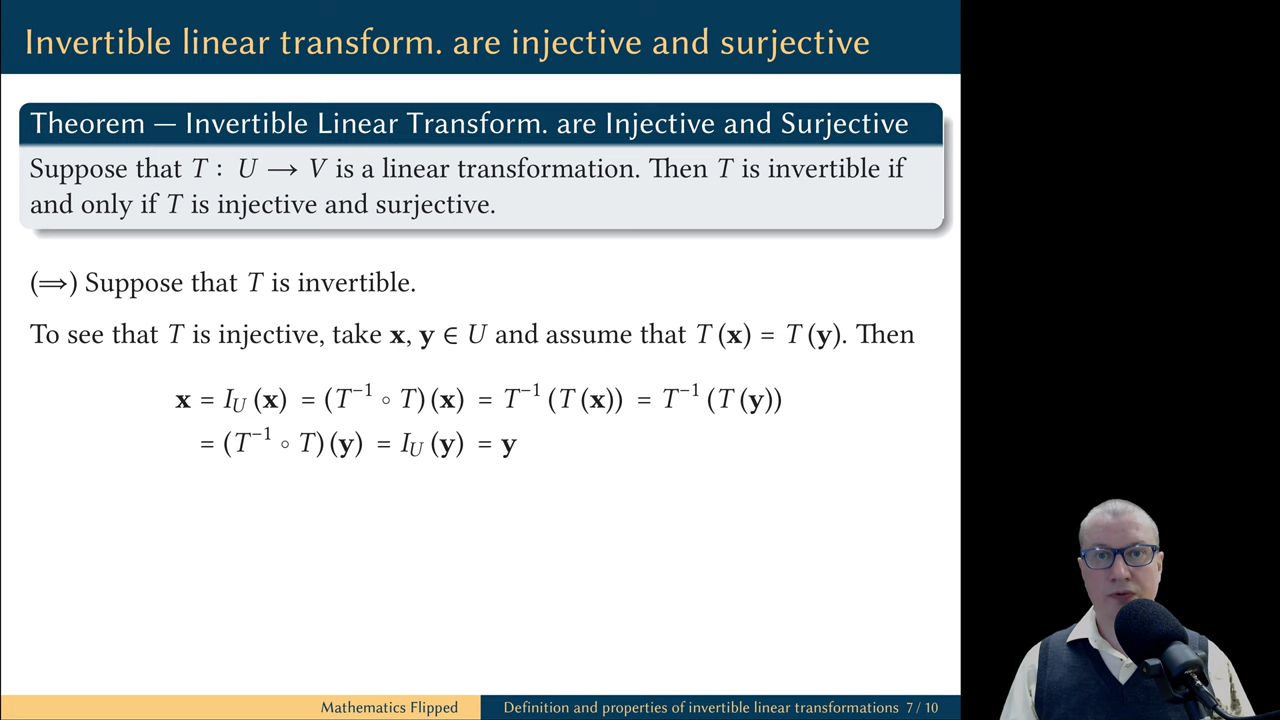 Invertible linear transform. are injective and surjective
Theorem — Invertible Linear Transform. are Injective and Surjective
Suppose that T : U ⟶ V is a linear transformation. Then T is invertible if
and only if T is injective and surjective.
(⟹) Suppose that T is invertible.
To see that T is injective, take x, y ∈ U and assume that T (x) = T (y). Then
x = I_U (x) = (T⁻¹ ∘ T) (x) = T⁻¹ (T (x)) = T⁻¹ (T (y))
= (T⁻¹ ∘ T) (y) = I_U (y) = y
Mathematics Flipped Definition and properties of invertible linear transformations 7 / 10